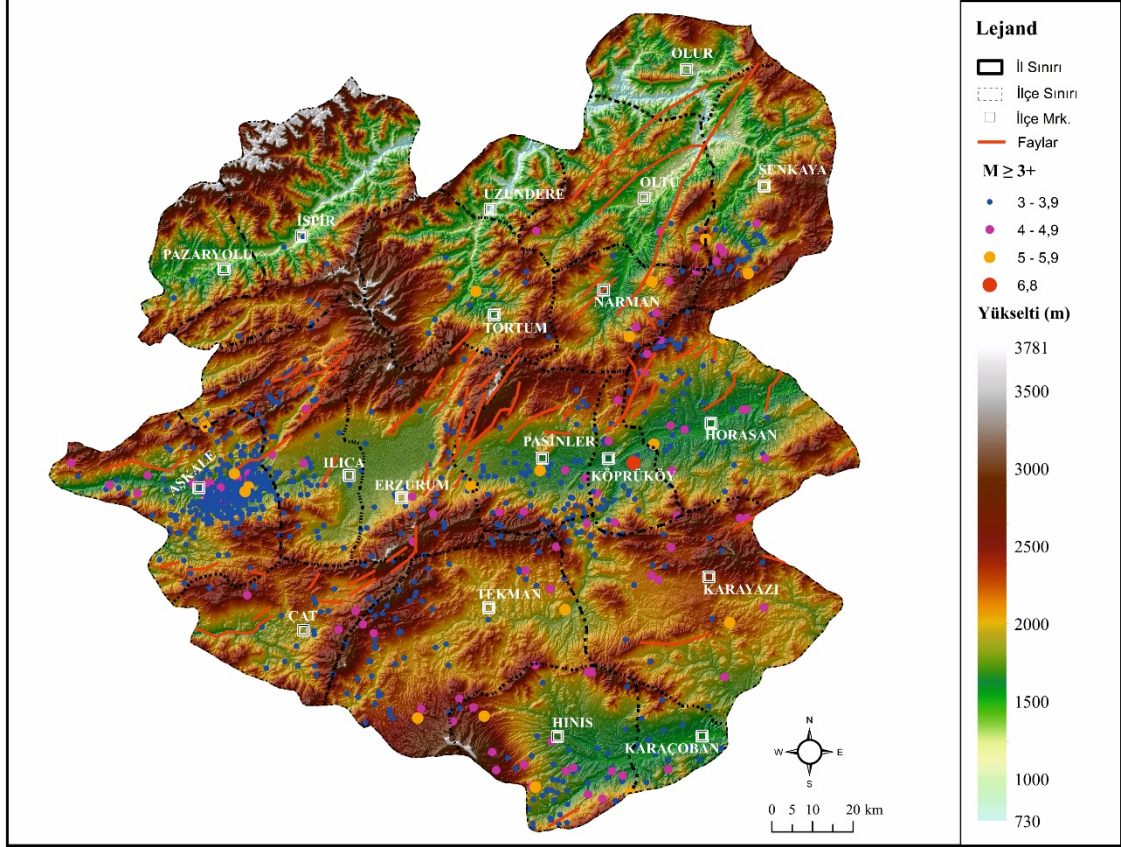 OLUR
ŞENKAYA
OLTU
UZUNDERE
İSPİR
PAZARYOLU
NARMAN
TORTUM
HORASAN
PASİNLER
KÖPRÜKÖY
ILICA
AŞKALE
ERZURUM
KARAYAZI
TEKMAN
ÇAT
HINIS
KARAÇOBAN
N
W E
S
0 5 10 20 km
Lejand
İl Sınırı
İlçe Sınırı
İlçe Mrk.
Faylar
M ≥ 3+
3 - 3,9
4 - 4,9
5 - 5,9
6,8
Yükselti (m)
3781
3500
3000
2500
2000
1500
1000
730